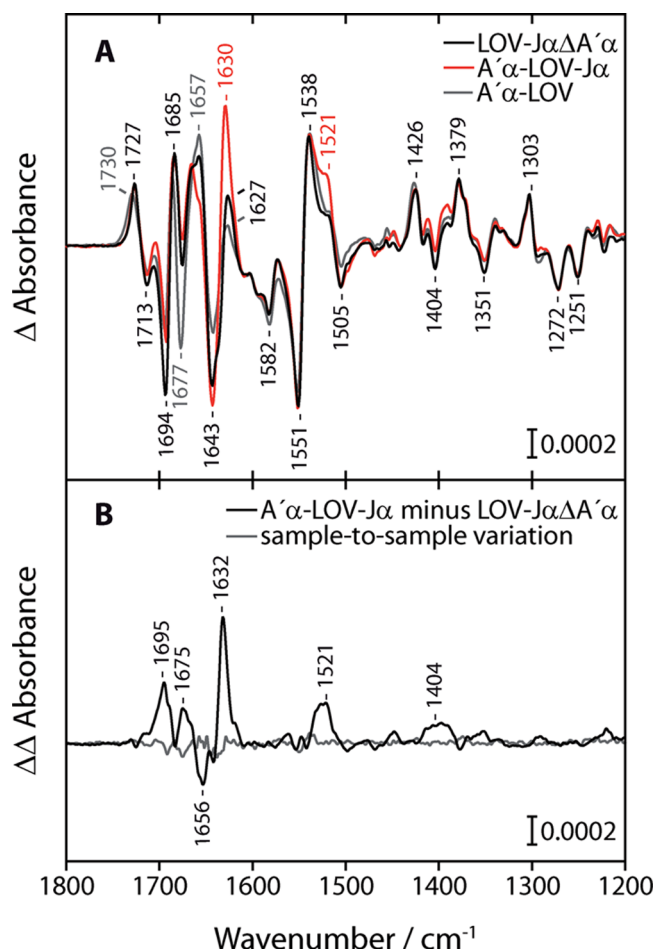 A
LOV-JαΔA´α
A´α-LOV-Jα
A´α-LOV
1730
1727
1685
1657
1630
1627
1538
1521
1426
1379
1303
1713
1694
1677
1643
1582
1551
1505
1404
1351
1272
1251
0.0002
Δ Absorbance
B
A´α-LOV-Jα minus LOV-JαΔA´α
sample-to-sample variation
1695
1675
1632
1521
1404
1656
0.0002
ΔΔ Absorbance
1800 1700 1600 1500 1400 1300 1200
Wavenumber / cm⁻¹